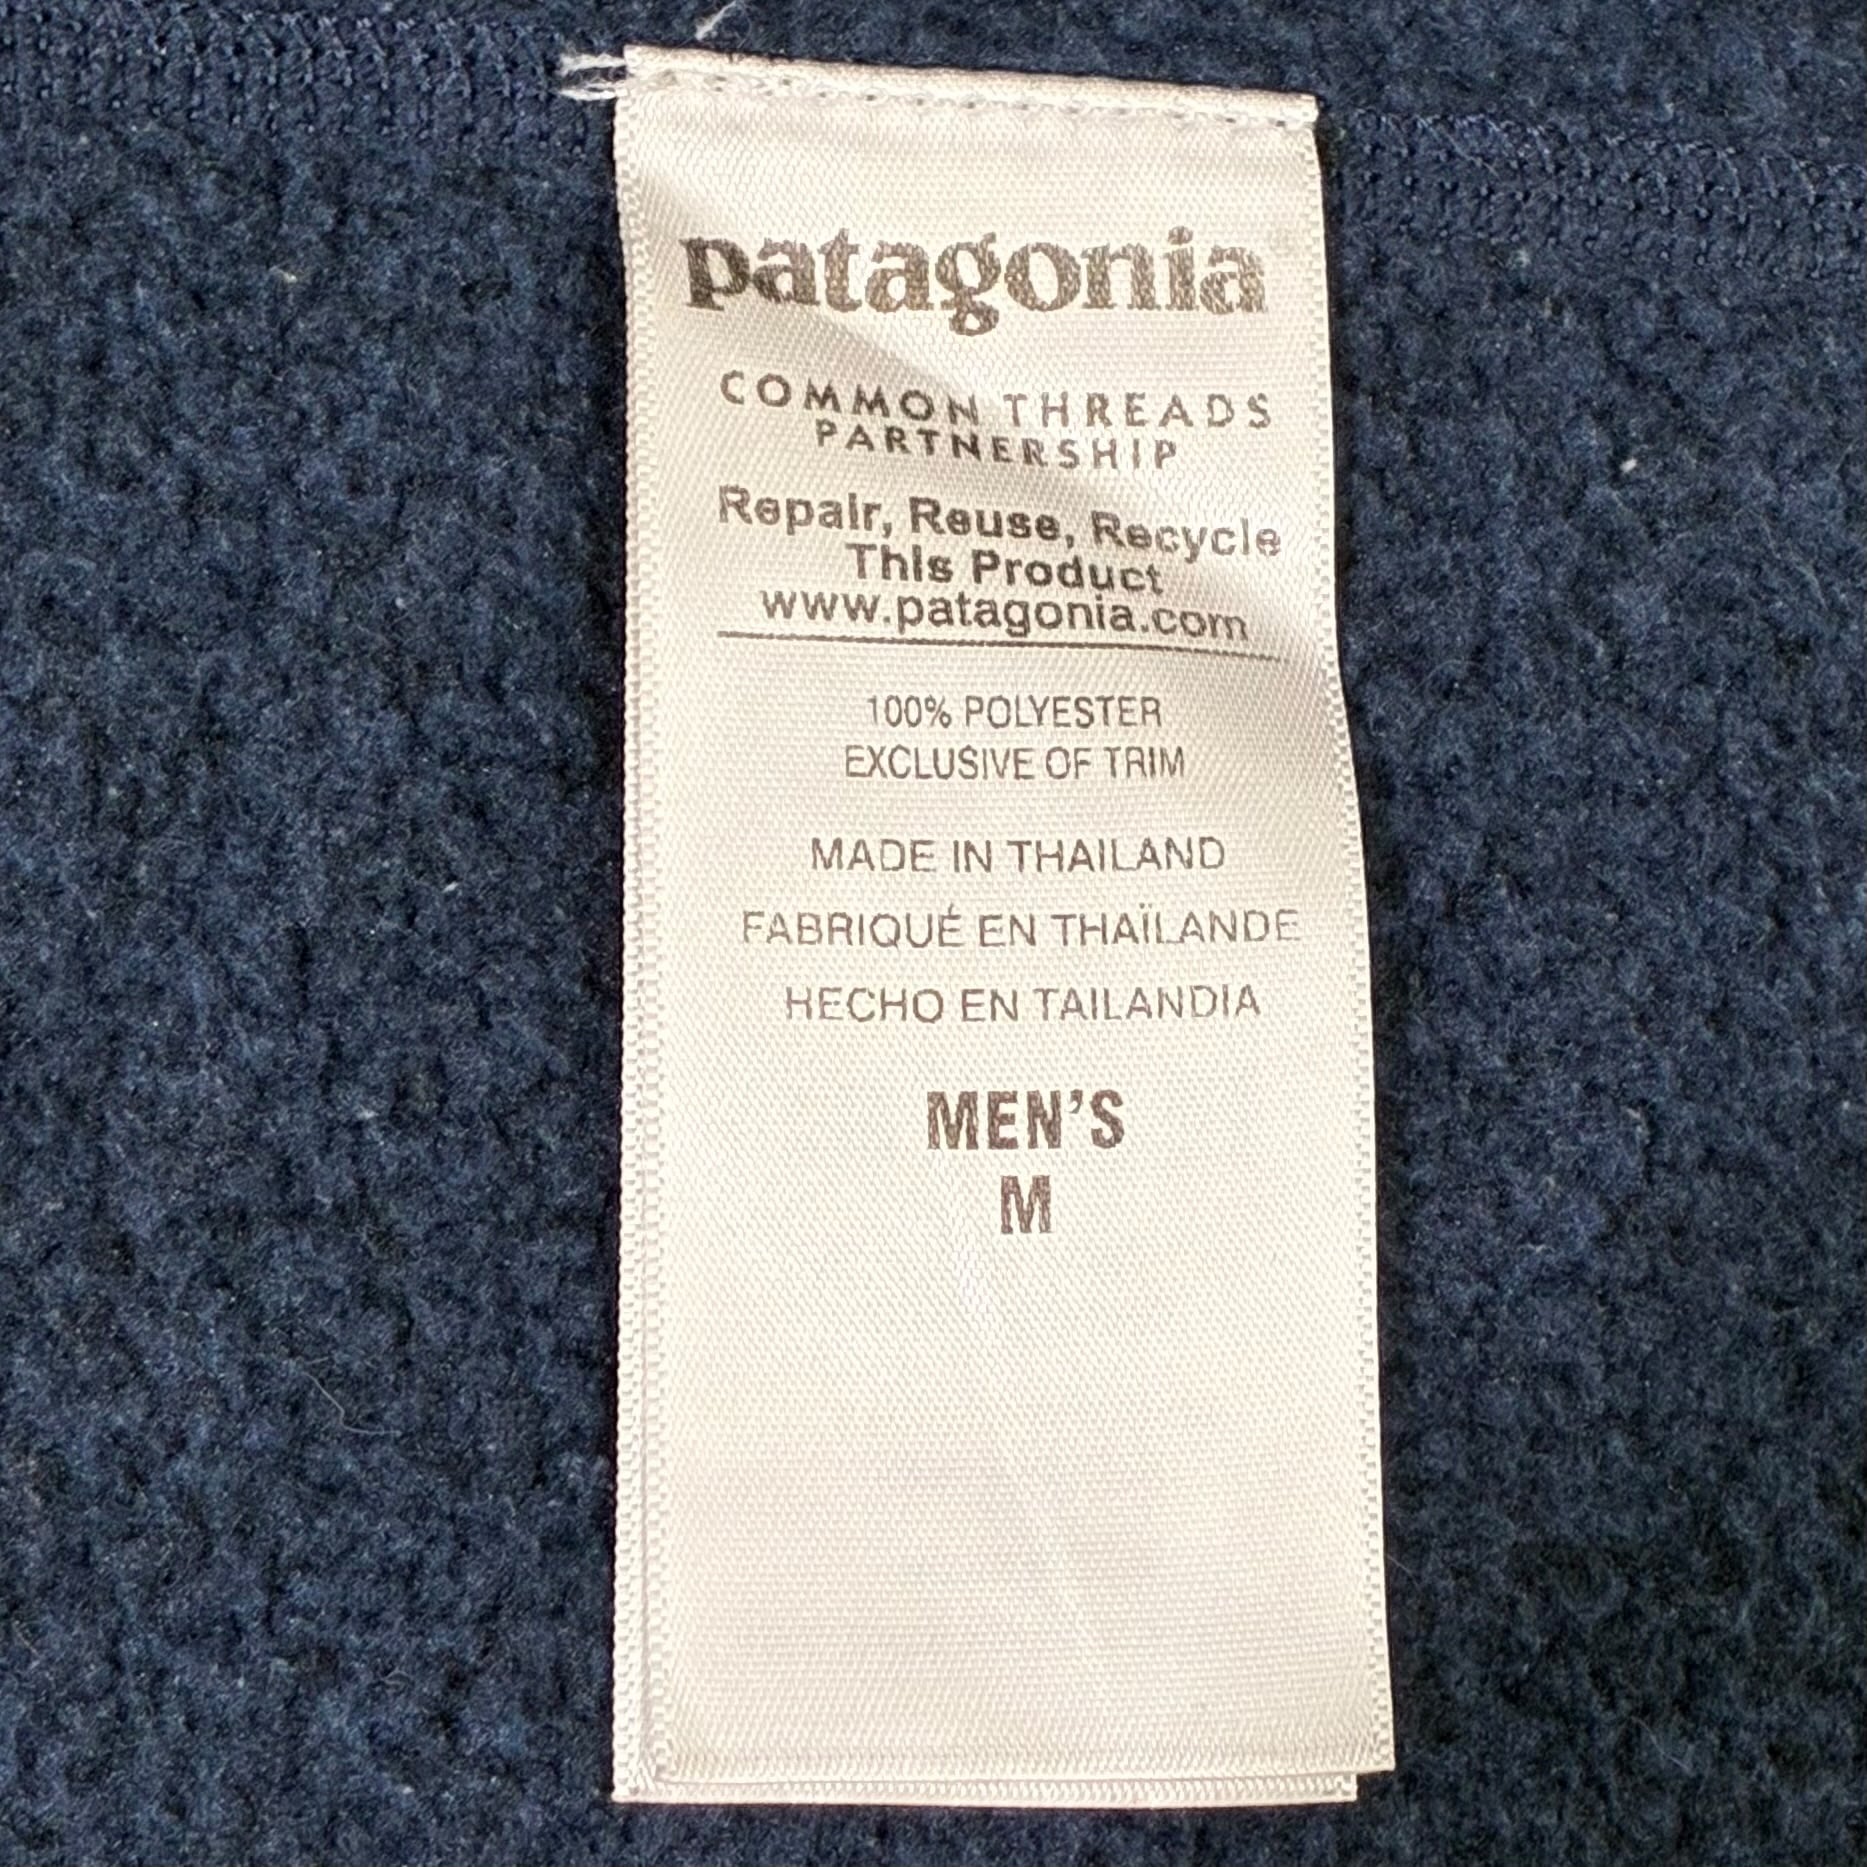 patagonia
COMMON THREADS
PARTNERSHIP
Repair, Reuse, Recycle
This Product
www.patagonia.com
100% POLYESTER
EXCLUSIVE OF TRIM
MADE IN THAILAND
FABRIQUÉ EN THAÏLANDE
HECHO EN TAILANDIA
MEN’S
M